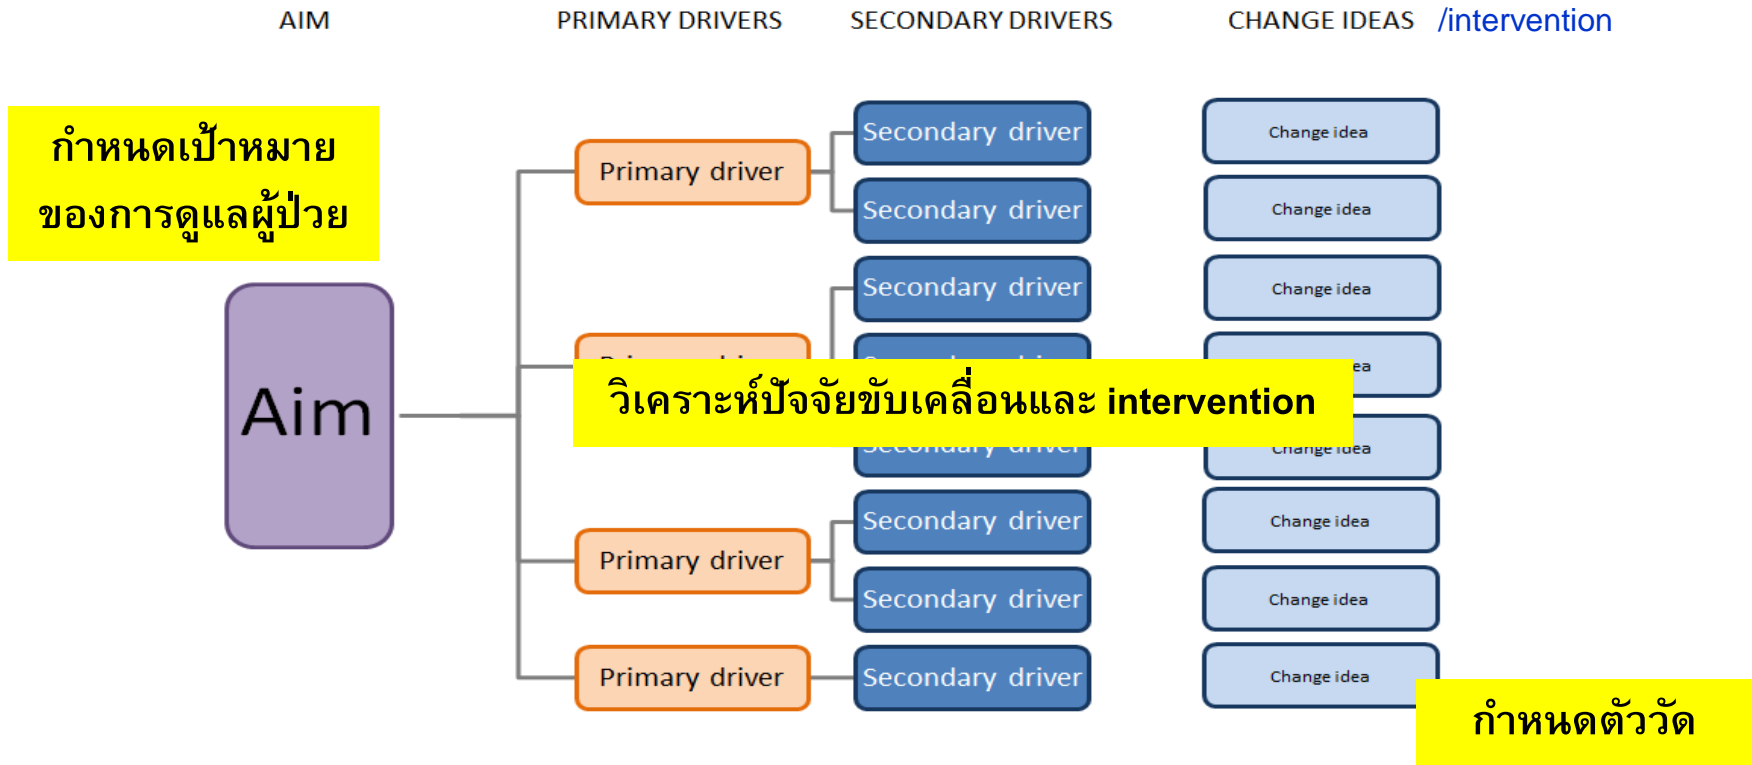 AIM
PRIMARY DRIVERS
SECONDARY DRIVERS
CHANGE IDEAS /intervention
กำหนดเป้าหมาย
ของการดูแลผู้ป่วย
Aim
Primary driver
Secondary driver
Change idea
Secondary driver
Change idea
Secondary driver
Change idea
วิเคราะห์ปัจจัยขับเคลื่อนและ intervention
Secondary driver
Change idea
Primary driver
Secondary driver
Change idea
Secondary driver
Change idea
Primary driver
Secondary driver
Change idea
กำหนดตัววัด